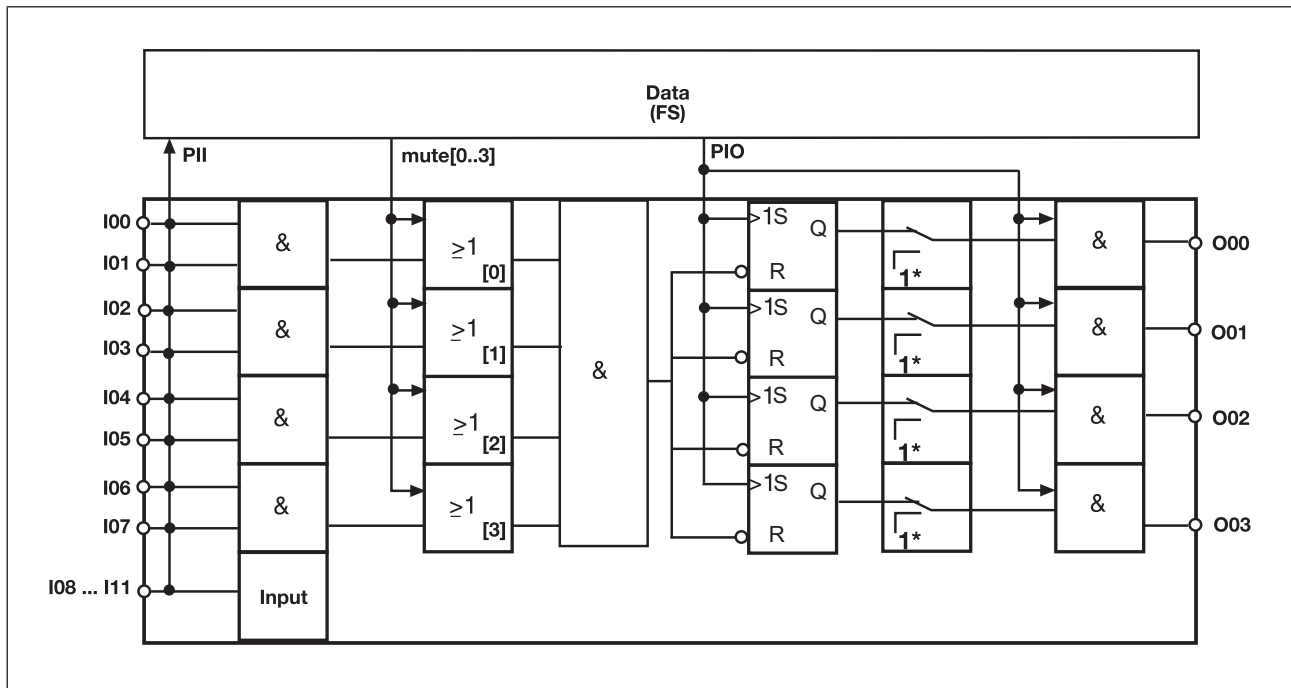 Data
(FS)
PII
mute[0..3]
PIO
I00
I01
I02
I03
I04
I05
I06
I07
I08 ... I11
&
&
&
&
Input
≥1
[0]
≥1
[1]
≥1
[2]
≥1
[3]
&
>1S
Q
R
>1S
Q
R
>1S
Q
R
>1S
Q
R
1*
1*
1*
1*
&
&
&
&
O00
O01
O02
O03